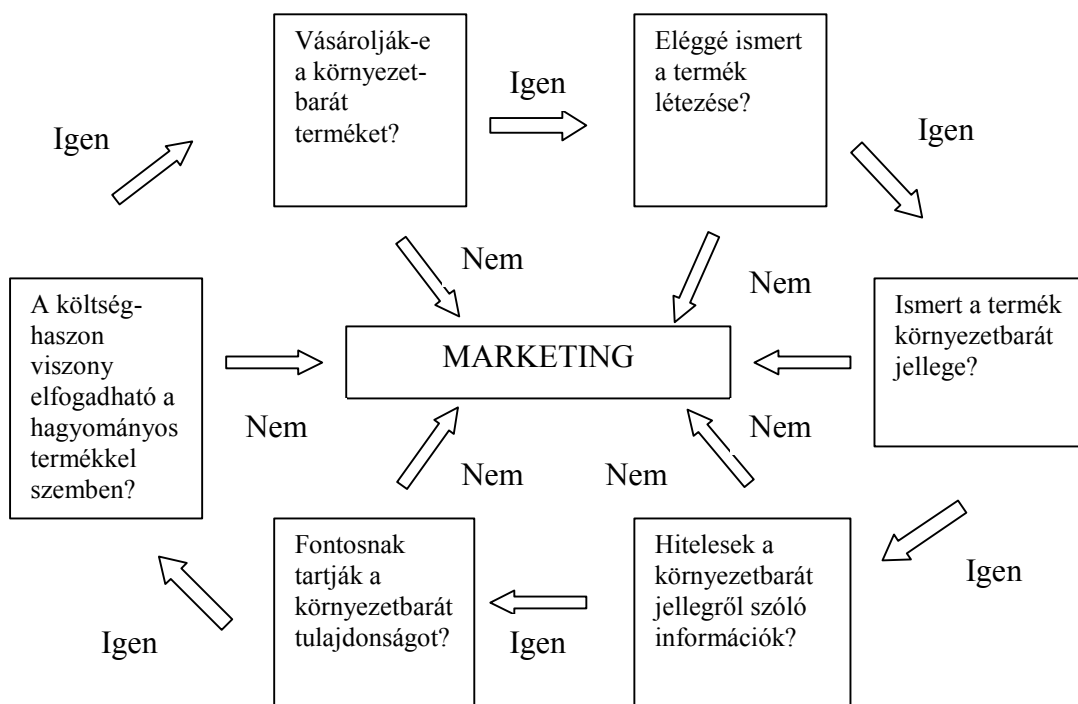 Vásárolják-e
a környezet-
barát
terméket?
Igen
Eléggé ismert
a termék
létezése?
Igen
Igen
Nem
Nem
A költség-
haszon
viszony
elfogadható a
hagyományos
termékkel
szemben?
MARKETING
Ismert a termék
környezetbarát
jellege?
Nem
Nem
Nem
Nem
Fontosnak
tartják a
környezetbarát
tulajdonságot?
Igen
Hitelesek a
környezetbarát
jellegről szóló
információk?
Igen
Igen